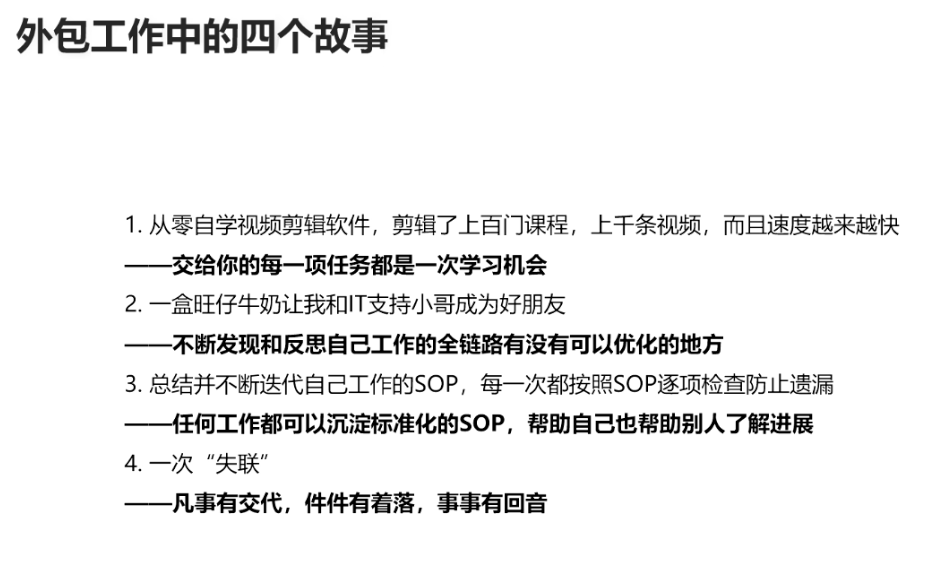 外包工作中的四个故事
1. 从零自学视频剪辑软件，剪辑了上百门课程，上千条视频，而且速度越来越快
——交给你的每一项任务都是一次学习机会
2. 一盒旺仔牛奶让我和IT支持小哥成为好朋友
——不断发现和反思自己工作的全链路有没有可以优化的地方
3. 总结并不断迭代自己工作的SOP，每一次都按照SOP逐项检查防止遗漏
——任何工作都可以沉淀标准化的SOP，帮助自己也帮助别人了解进展
4. 一次“失联”
——凡事有交代，件件有着落，事事有回音